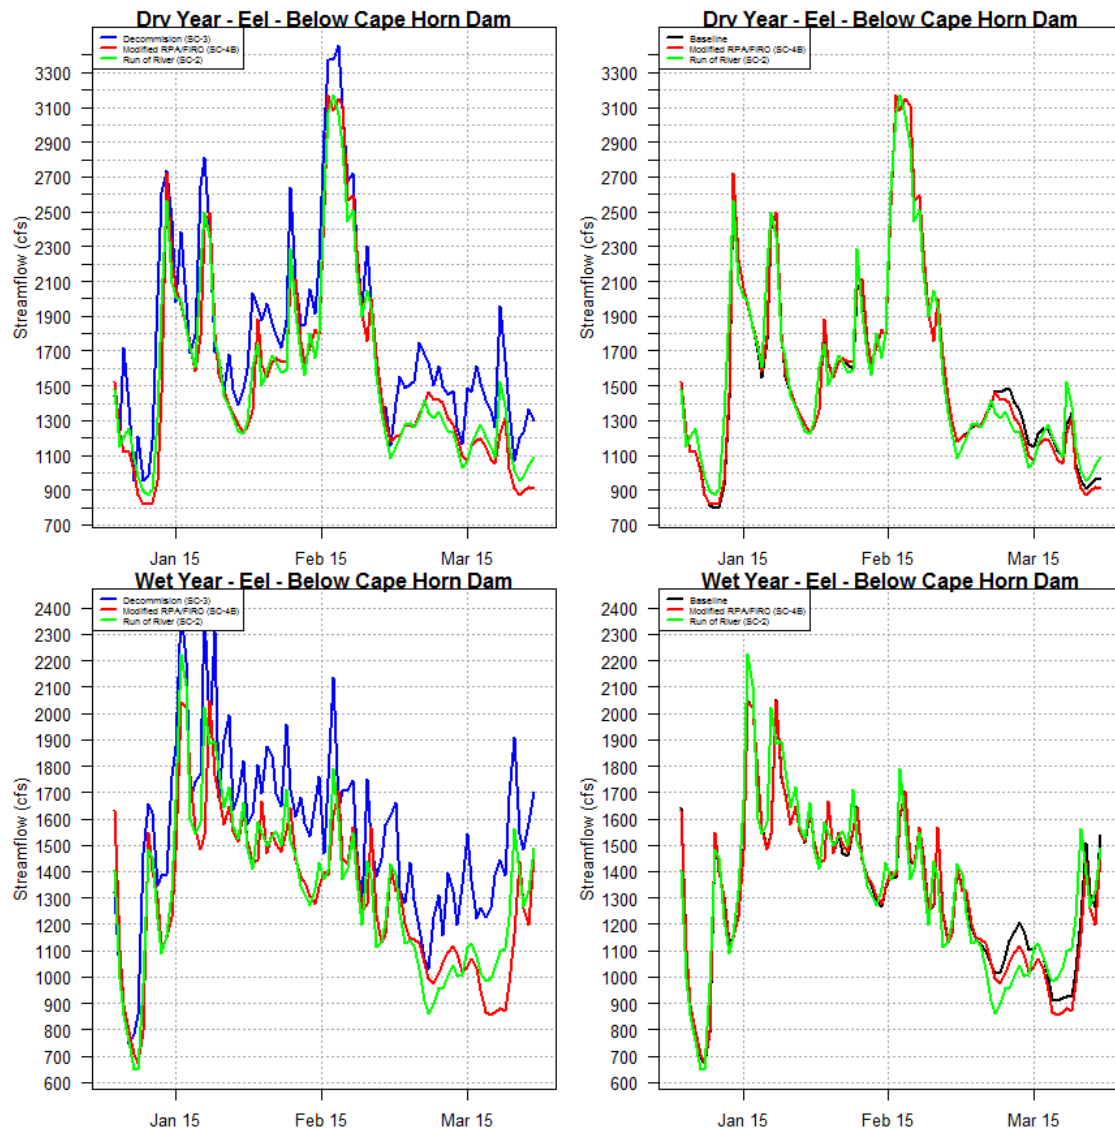 Dry Year - Eel - Below Cape Horn Dam
Decommision (SC-3)
Modified RPA/FIRO (SC-4B)
Run of River (SC-2)
Streamflow (cfs)
3300
3100
2900
2700
2500
2300
2100
1900
1700
1500
1300
1100
900
700
Jan 15 Feb 15 Mar 15
Dry Year - Eel - Below Cape Horn Dam
Baseline
Modified RPA/FIRO (SC-4B)
Run of River (SC-2)
Streamflow (cfs)
3300
3100
2900
2700
2500
2300
2100
1900
1700
1500
1300
1100
900
700
Jan 15 Feb 15 Mar 15
Wet Year - Eel - Below Cape Horn Dam
Decommision (SC-3)
Modified RPA/FIRO (SC-4B)
Run of River (SC-2)
Streamflow (cfs)
2400
2300
2200
2100
2000
1900
1800
1700
1600
1500
1400
1300
1200
1100
1000
900
800
700
600
Jan 15 Feb 15 Mar 15
Wet Year - Eel - Below Cape Horn Dam
Baseline
Modified RPA/FIRO (SC-4B)
Run of River (SC-2)
Streamflow (cfs)
2400
2300
2200
2100
2000
1900
1800
1700
1600
1500
1400
1300
1200
1100
1000
900
800
700
600
Jan 15 Feb 15 Mar 15